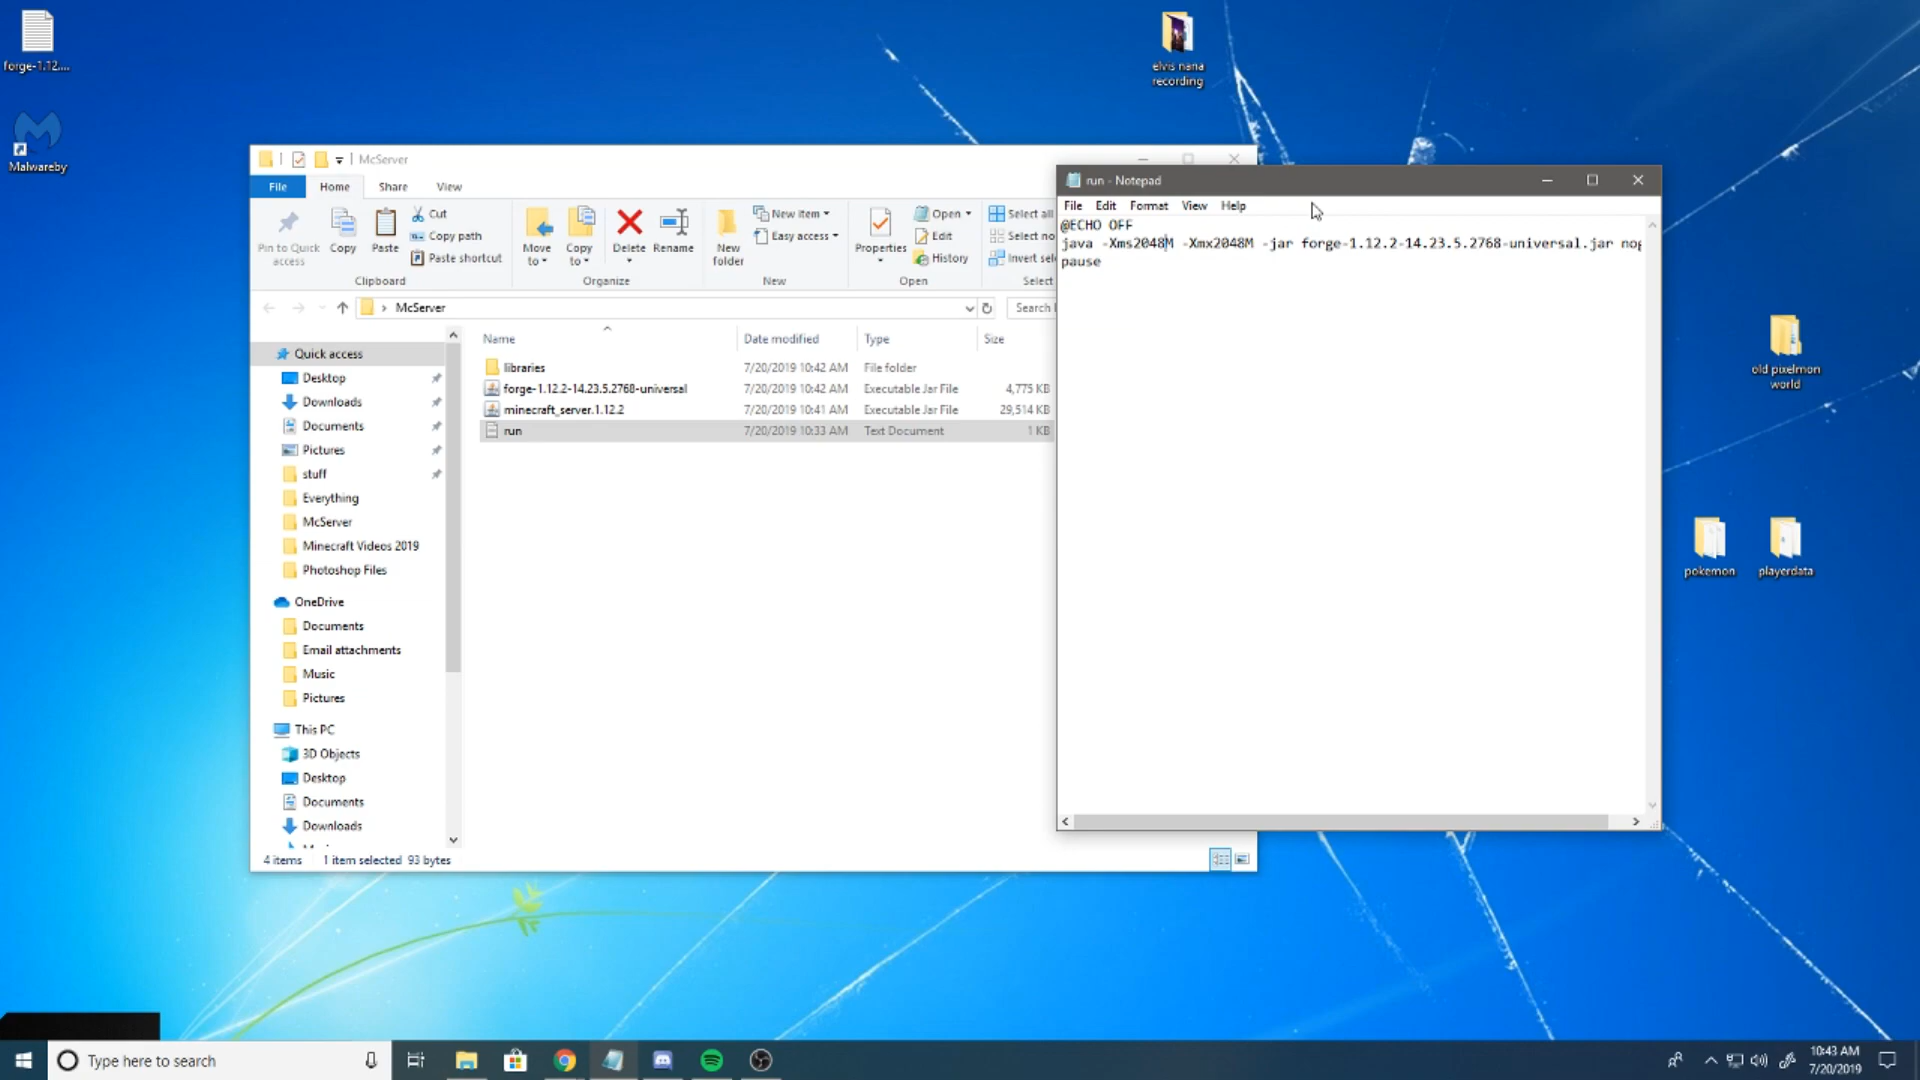 forge-1.12....
Malwareby
elvis nana
recording
old pixelmon
world
pokemon
playerdata
McServer
File
Home
Share
View
Pin to Quick
access
Copy
Paste
Cut
Copy path
Paste shortcut
Clipboard
Move
to
Copy
to
Delete
Rename
Organize
New
folder
New item
Easy access
New
Properties
Open
Edit
History
Open
Select all
Select no
Invert sel
Select
McServer
Search
Name
Date modified
Type
Size
libraries 7/20/2019 10:42 AM File folder
forge-1.12.2-14.23.5.2768-universal 7/20/2019 10:42 AM Executable Jar File 4,775 KB
minecraft_server.1.12.2 7/20/2019 10:41 AM Executable Jar File 29,514 KB
run 7/20/2019 10:33 AM Text Document 1 KB
Quick access
Desktop
Downloads
Documents
Pictures
stuff
Everything
McServer
Minecraft Videos 2019
Photoshop Files
OneDrive
Documents
Email attachments
Music
Pictures
This PC
3D Objects
Desktop
Documents
Downloads
4 items 1 item selected 93 bytes
run - Notepad
File Edit Format View Help
@ECHO OFF
java -Xms2048M -Xmx2048M -jar forge-1.12.2-14.23.5.2768-universal.jar nog
pause
Type here to search
10:43 AM
7/20/2019